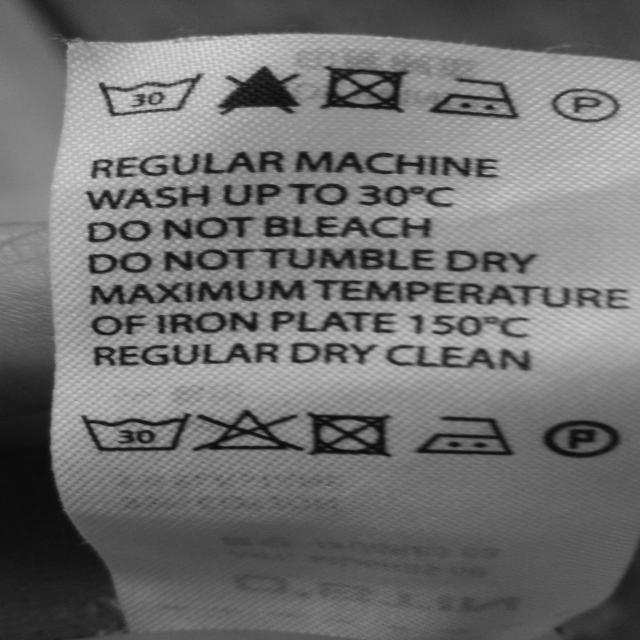 30 P
REGULAR MACHINE
WASH UP TO 30°C
DO NOT BLEACH
DO NOT TUMBLE DRY
MAXIMUM TEMPERATURE
OF IRON PLATE 150°C
REGULAR DRY CLEAN
30 P